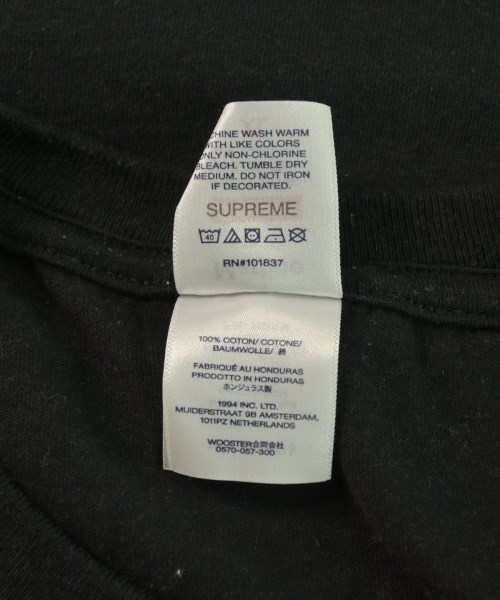 CHINE WASH WARM
WITH LIKE COLORS
ONLY NON-CHLORINE
BLEACH. TUMBLE DRY
MEDIUM. DO NOT IRON
IF DECORATED.
SUPREME
40
RN#101837
100% COTON/ COTONE/
BAUMWOLLE/ 綿
FABRIQUÉ AU HONDURAS
PRODOTTO IN HONDURAS
ホンジュラス製
1994 INC. LTD.
MUIDERSTRAAT 9B AMSTERDAM,
1011PZ NETHERLANDS
WOOSTER合同会社
0570-057-300